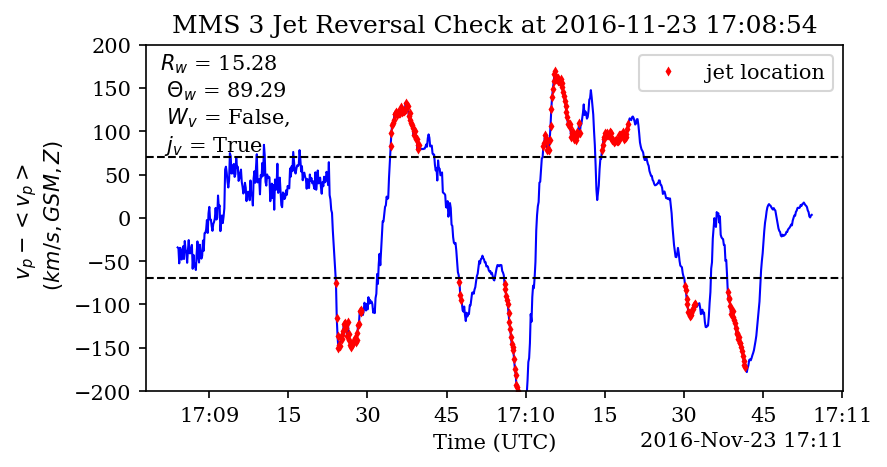 MMS 3 Jet Reversal Check at 2016-11-23 17:08:54
R_w = 15.28
Θ_w = 89.29
W_v = False,
j_v = True
jet location
v_p − < v_p >
(km/s, GSM, Z)
200
150
100
50
0
−50
−100
−150
−200
17:09 15 30 45 17:10 15 30 45 17:11
Time (UTC)
2016-Nov-23 17:11